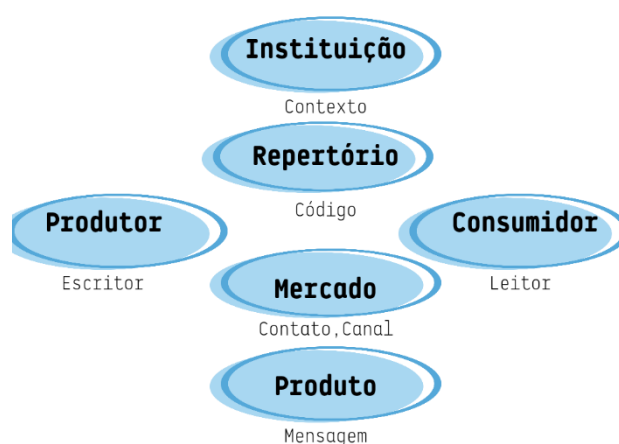 Instituição
Contexto
Repertório
Código
Produtor
Escritor
Consumidor
Leitor
Mercado
Contato,Canal
Produto
Mensagem